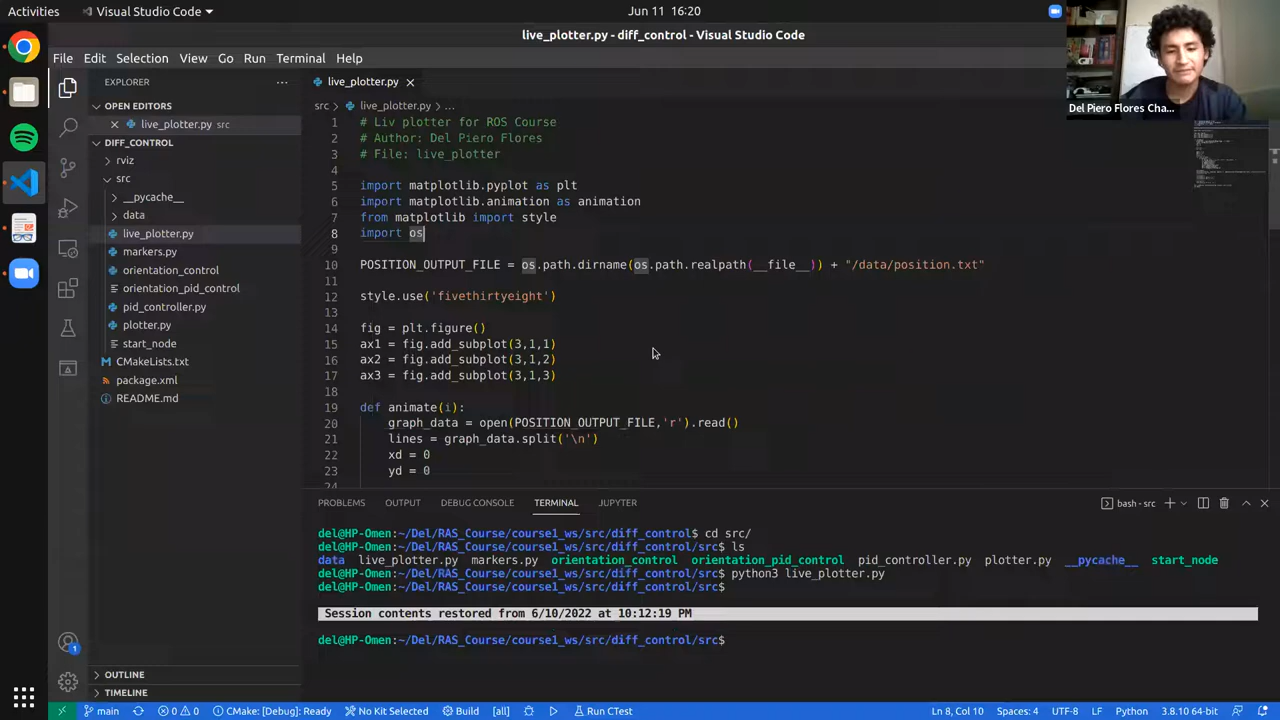 Activities
Visual Studio Code
Jun 11 16:20
live_plotter.py - diff_control - Visual Studio Code
File Edit Selection View Go Run Terminal Help
Del Piero Flores Cha...
EXPLORER
OPEN EDITORS
live_plotter.py src
DIFF_CONTROL
rviz
src
__pycache__
data
live_plotter.py
markers.py
orientation_control
orientation_pid_control
pid_controller.py
plotter.py
start_node
CMakeLists.txt
package.xml
README.md
OUTLINE
TIMELINE
live_plotter.py
src > live_plotter.py > ...
1 # Liv plotter for ROS Course
2 # Author: Del Piero Flores
3 # File: live_plotter
4
5 import matplotlib.pyplot as plt
6 import matplotlib.animation as animation
7 from matplotlib import style
8 import os
9
10 POSITION_OUTPUT_FILE = os.path.dirname(os.path.realpath(__file__)) + "/data/position.txt"
11
12 style.use('fivethirtyeight')
13
14 fig = plt.figure()
15 ax1 = fig.add_subplot(3,1,1)
16 ax2 = fig.add_subplot(3,1,2)
17 ax3 = fig.add_subplot(3,1,3)
18
19 def animate(i):
20 graph_data = open(POSITION_OUTPUT_FILE,'r').read()
21 lines = graph_data.split('\n')
22 xd = 0
23 yd = 0
24
PROBLEMS OUTPUT DEBUG CONSOLE TERMINAL JUPYTER
bash - src
del@HP-Omen:~/Del/RAS_Course/course1_ws/src/diff_control$ cd src/
del@HP-Omen:~/Del/RAS_Course/course1_ws/src/diff_control/src$ ls
data live_plotter.py markers.py orientation_control orientation_pid_control pid_controller.py plotter.py __pycache__ start_node
del@HP-Omen:~/Del/RAS_Course/course1_ws/src/diff_control/src$ python3 live_plotter.py
del@HP-Omen:~/Del/RAS_Course/course1_ws/src/diff_control/src$
Session contents restored from 6/10/2022 at 10:12:19 PM
del@HP-Omen:~/Del/RAS_Course/course1_ws/src/diff_control/src$
1
main 0 0 CMake: [Debug]: Ready No Kit Selected Build [all] Run CTest Ln 8, Col 10 Spaces: 4 UTF-8 LF Python 3.8.10 64-bit